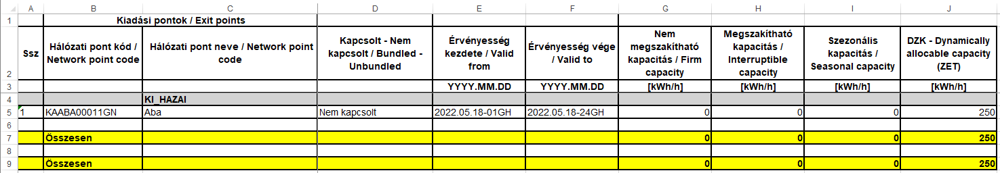 A B C D E F G H I J
1 Kiadási pontok / Exit points
2 Ssz Hálózati pont kód / Network point code Hálózati pont neve / Network point code Kapcsolt - Nem kapcsolt / Bundled - Unbundled Érvényesség kezdete / Valid from Érvényesség vége / Valid to Nem megszakítható kapacitás / Firm capacity Megszakítható kapacitás / Interruptible capacity Szezonális kapacitás / Seasonal capacity DZK - Dynamically allocable capacity (ZET)
3 YYYY.MM.DD YYYY.MM.DD [kWh/h] [kWh/h] [kWh/h] [kWh/h]
4 KI_HAZAI
5 1 KAABA00011GN Aba Nem kapcsolt 2022.05.18-01GH 2022.05.18-24GH 0 0 0 250
6
7 Összesen 0 0 0 250
8
9 Összesen 0 0 0 250